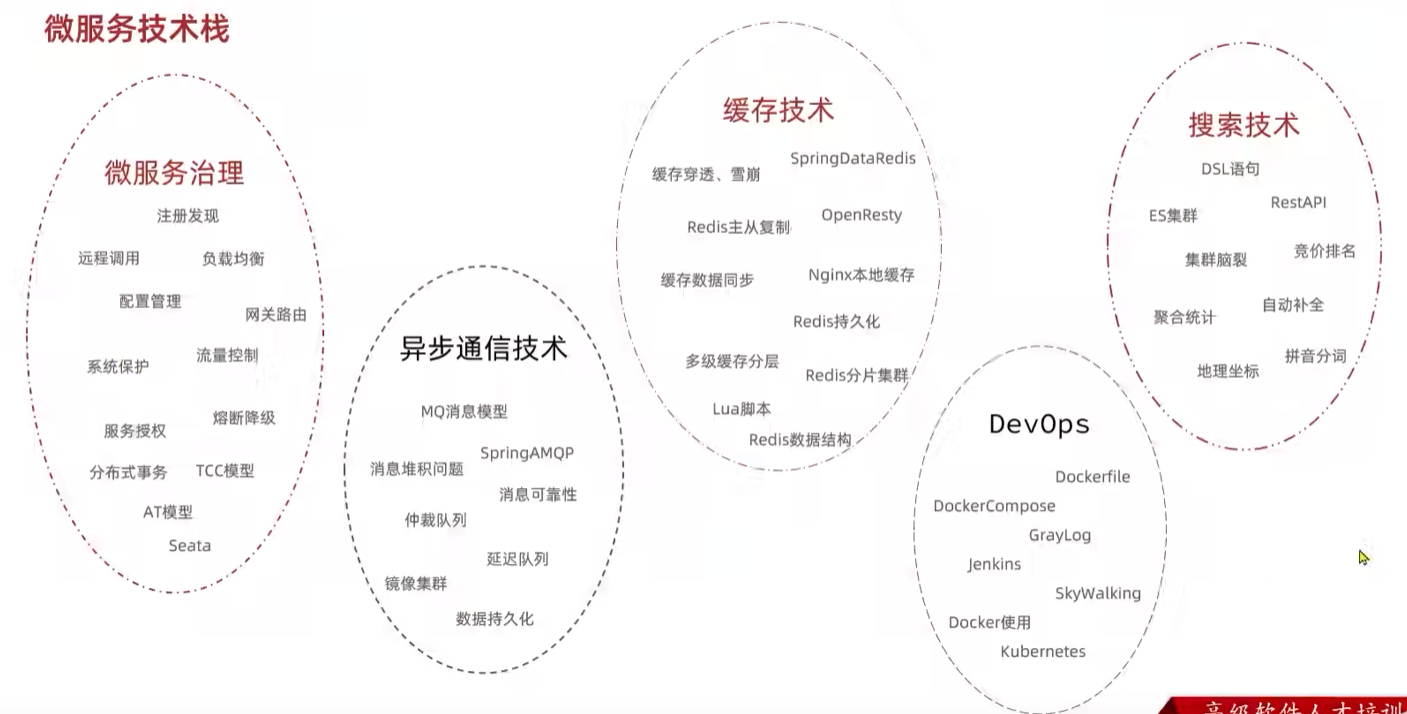 微服务技术栈
微服务治理
注册发现
远程调用
负载均衡
配置管理
网关路由
系统保护
流量控制
服务授权
熔断降级
分布式事务
TCC模型
AT模型
Seata
异步通信技术
MQ消息模型
SpringAMQP
消息堆积问题
消息可靠性
仲裁队列
延迟队列
镜像集群
数据持久化
缓存技术
SpringDataRedis
缓存穿透、雪崩
OpenResty
Redis主从复制
Nginx本地缓存
缓存数据同步
Redis持久化
多级缓存分层
Redis分片集群
Lua脚本
Redis数据结构
DevOps
Dockerfile
DockerCompose
GrayLog
Jenkins
SkyWalking
Docker使用
Kubernetes
搜索技术
DSL语句
RestAPI
ES集群
竞价排名
集群脑裂
自动补全
聚合统计
拼音分词
地理坐标
高级软件人才培训